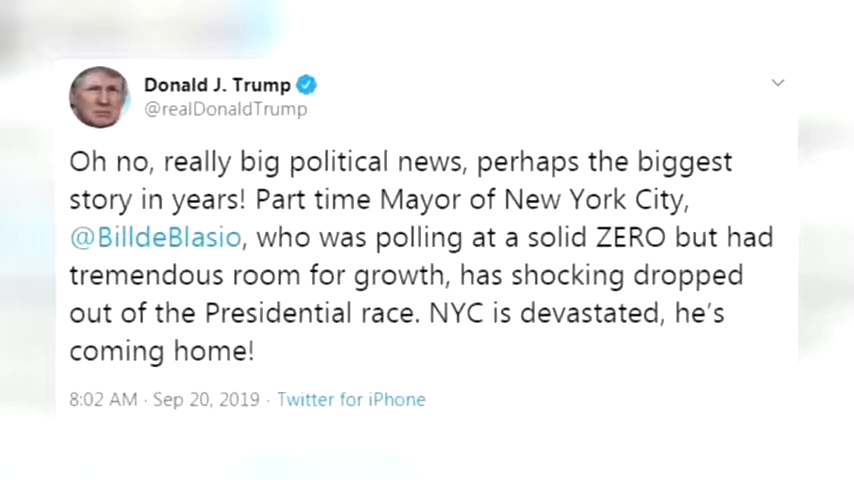 Donald J. Trump
@realDonaldTrump
Oh no, really big political news, perhaps the biggest
story in years! Part time Mayor of New York City,
@BilldeBlasio, who was polling at a solid ZERO but had
tremendous room for growth, has shocking dropped
out of the Presidential race. NYC is devastated, he's
coming home!
8:02 AM · Sep 20, 2019 · Twitter for iPhone